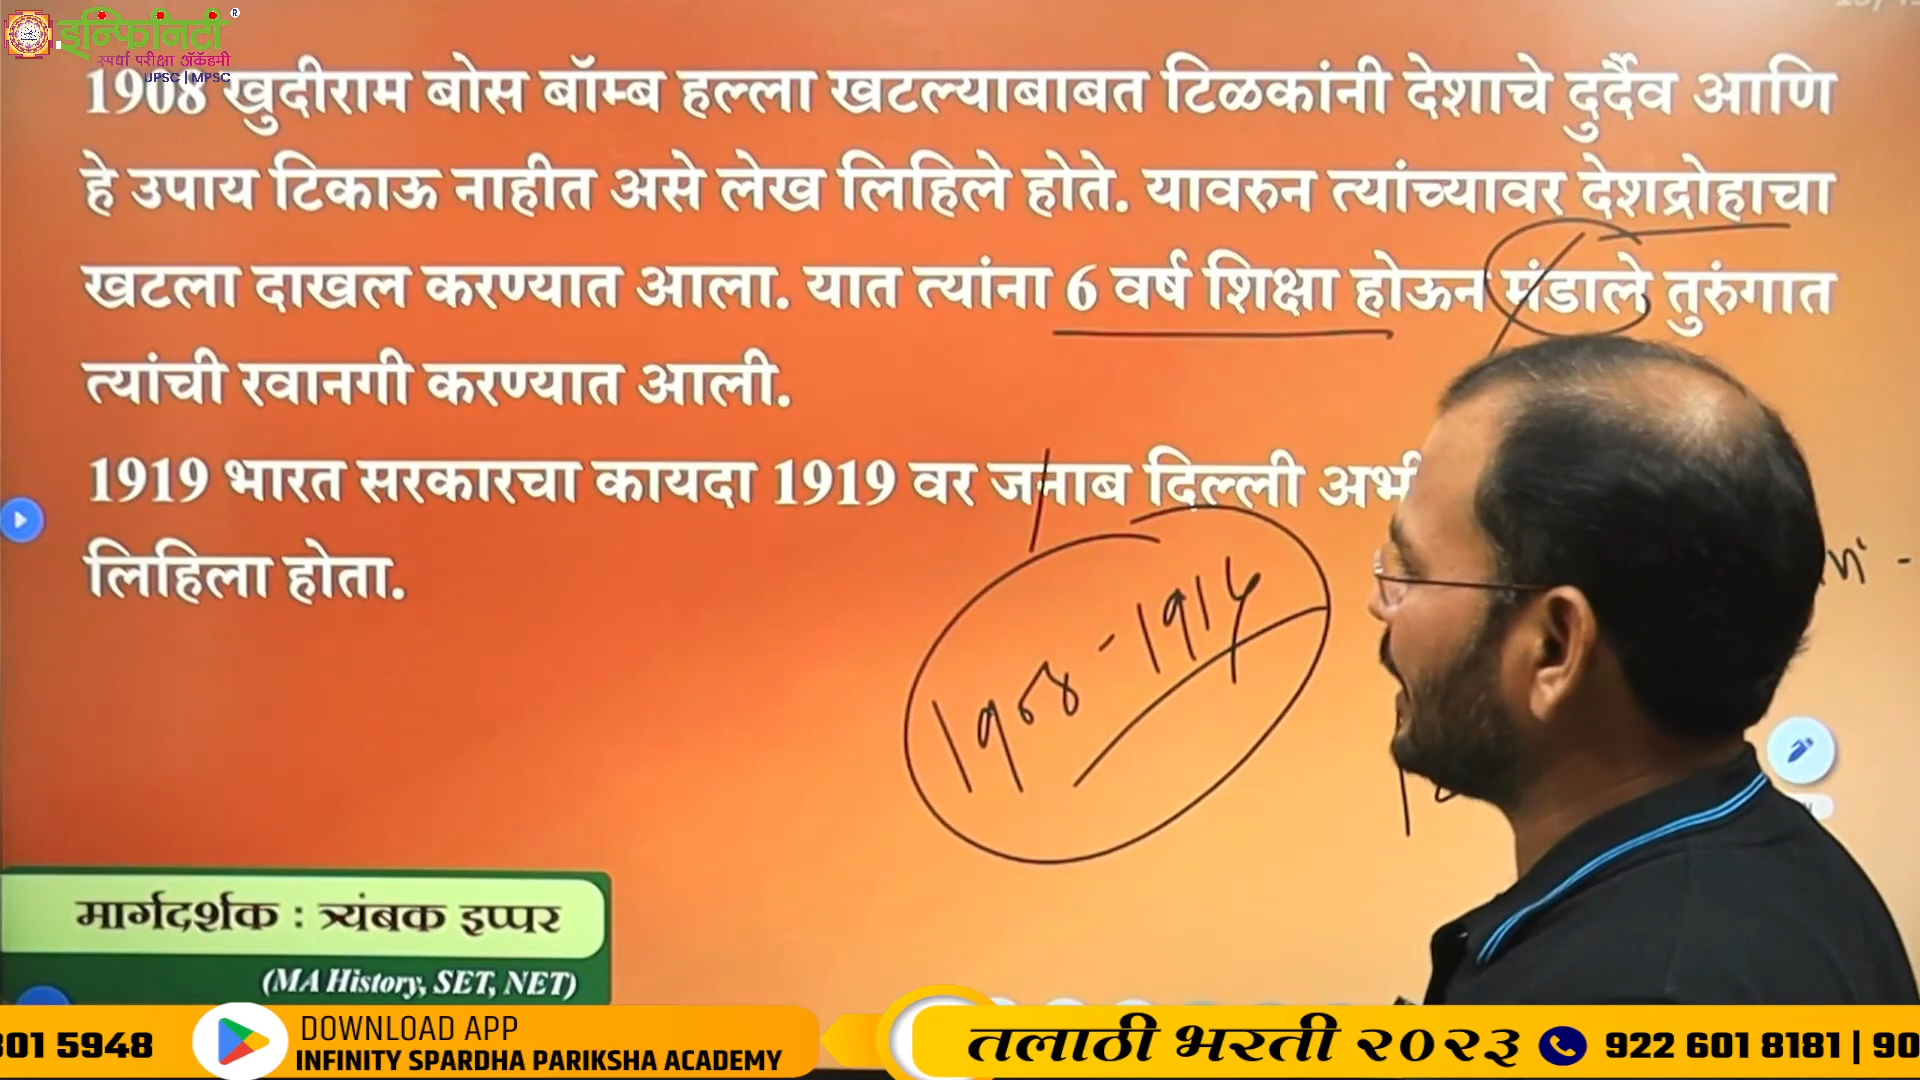 इन्फिनिटी
स्पर्धा परीक्षा अ‍ॅकॅडमी
UPSC | MPSC
1908 खुदीराम बोस बॉम्ब हल्ला खटल्याबाबत टिळकांनी देशाचे दुर्दैव आणि
हे उपाय टिकाऊ नाहीत असे लेख लिहिले होते. यावरुन त्यांच्यावर देशद्रोहाचा
खटला दाखल करण्यात आला. यात त्यांना 6 वर्ष शिक्षा होऊन मंडाले तुरुंगात
त्यांची रवानगी करण्यात आली.
1919 भारत सरकारचा कायदा 1919 वर जनाब दिल्ली
लिहिला होता.
1908 - 1914
मार्गदर्शक : त्र्यंबक इप्पर
(MA History, SET, NET)
301 5948
DOWNLOAD APP
INFINITY SPARDHA PARIKSHA ACADEMY
तलाठी भरती २०२३
922 601 8181 | 90